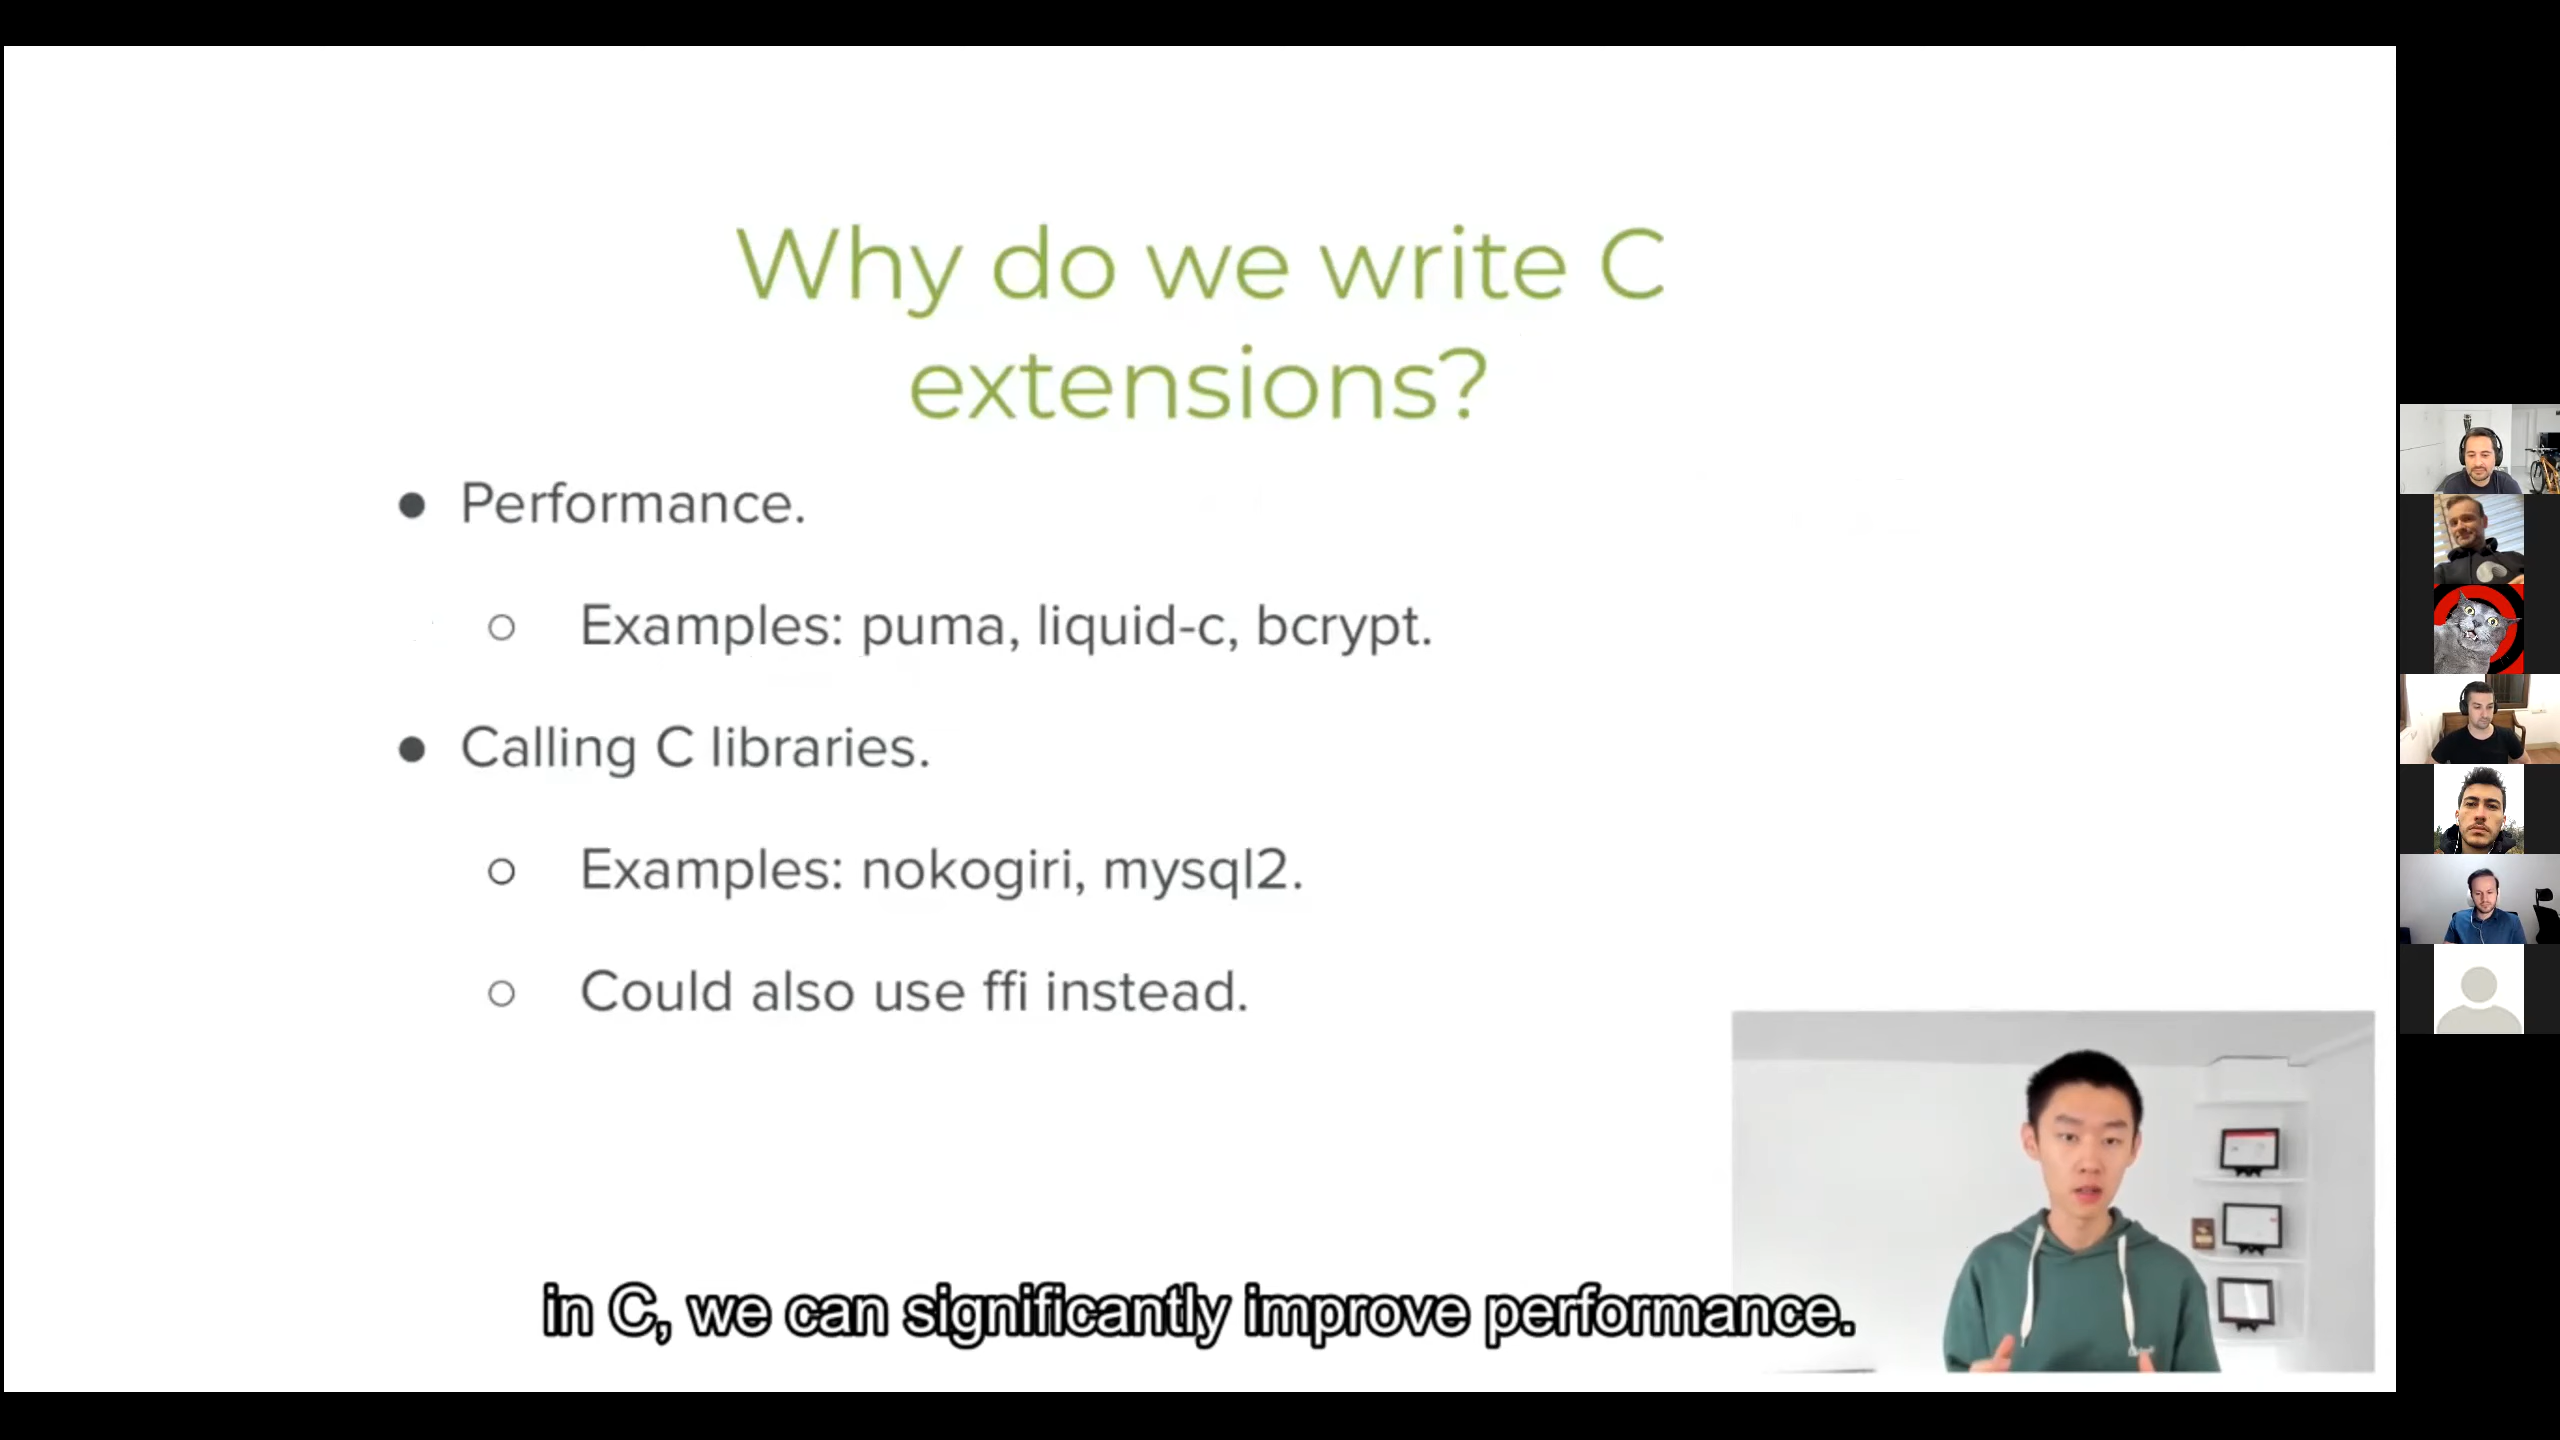 Why do we write C
extensions?
● Performance.
○ Examples: puma, liquid-c, bcrypt.
● Calling C libraries.
○ Examples: nokogiri, mysql2.
○ Could also use ffi instead.
in C, we can significantly improve performance.